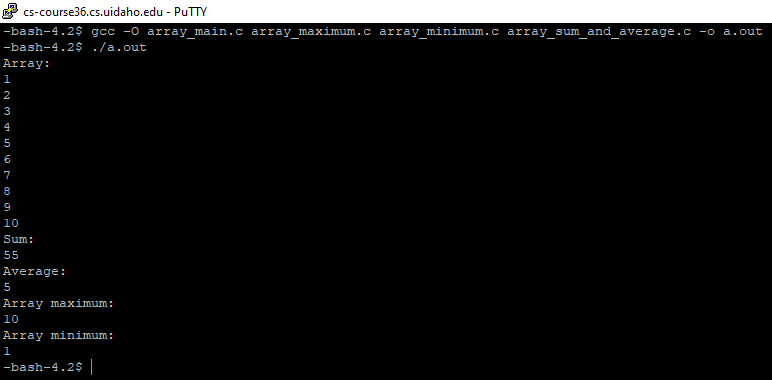 cs-course36.cs.uidaho.edu - PuTTY
-bash-4.2$ gcc -O array_main.c array_maximum.c array_minimum.c array_sum_and_average.c -o a.out
-bash-4.2$ ./a.out
Array:
1
2
3
4
5
6
7
8
9
10
Sum:
55
Average:
5
Array maximum:
10
Array minimum:
1
-bash-4.2$